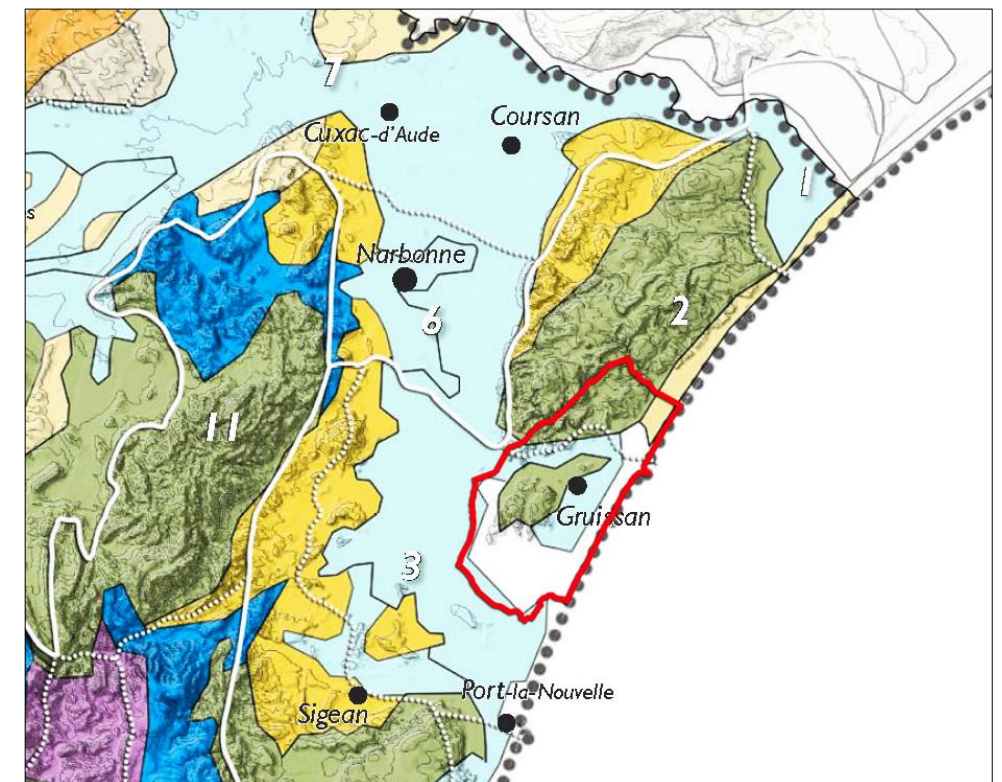 7
Cuxac-d'Aude
Coursan
1
s
Narbonne
6
2
11
Gruissan
3
Port-la-Nouvelle
Sigean